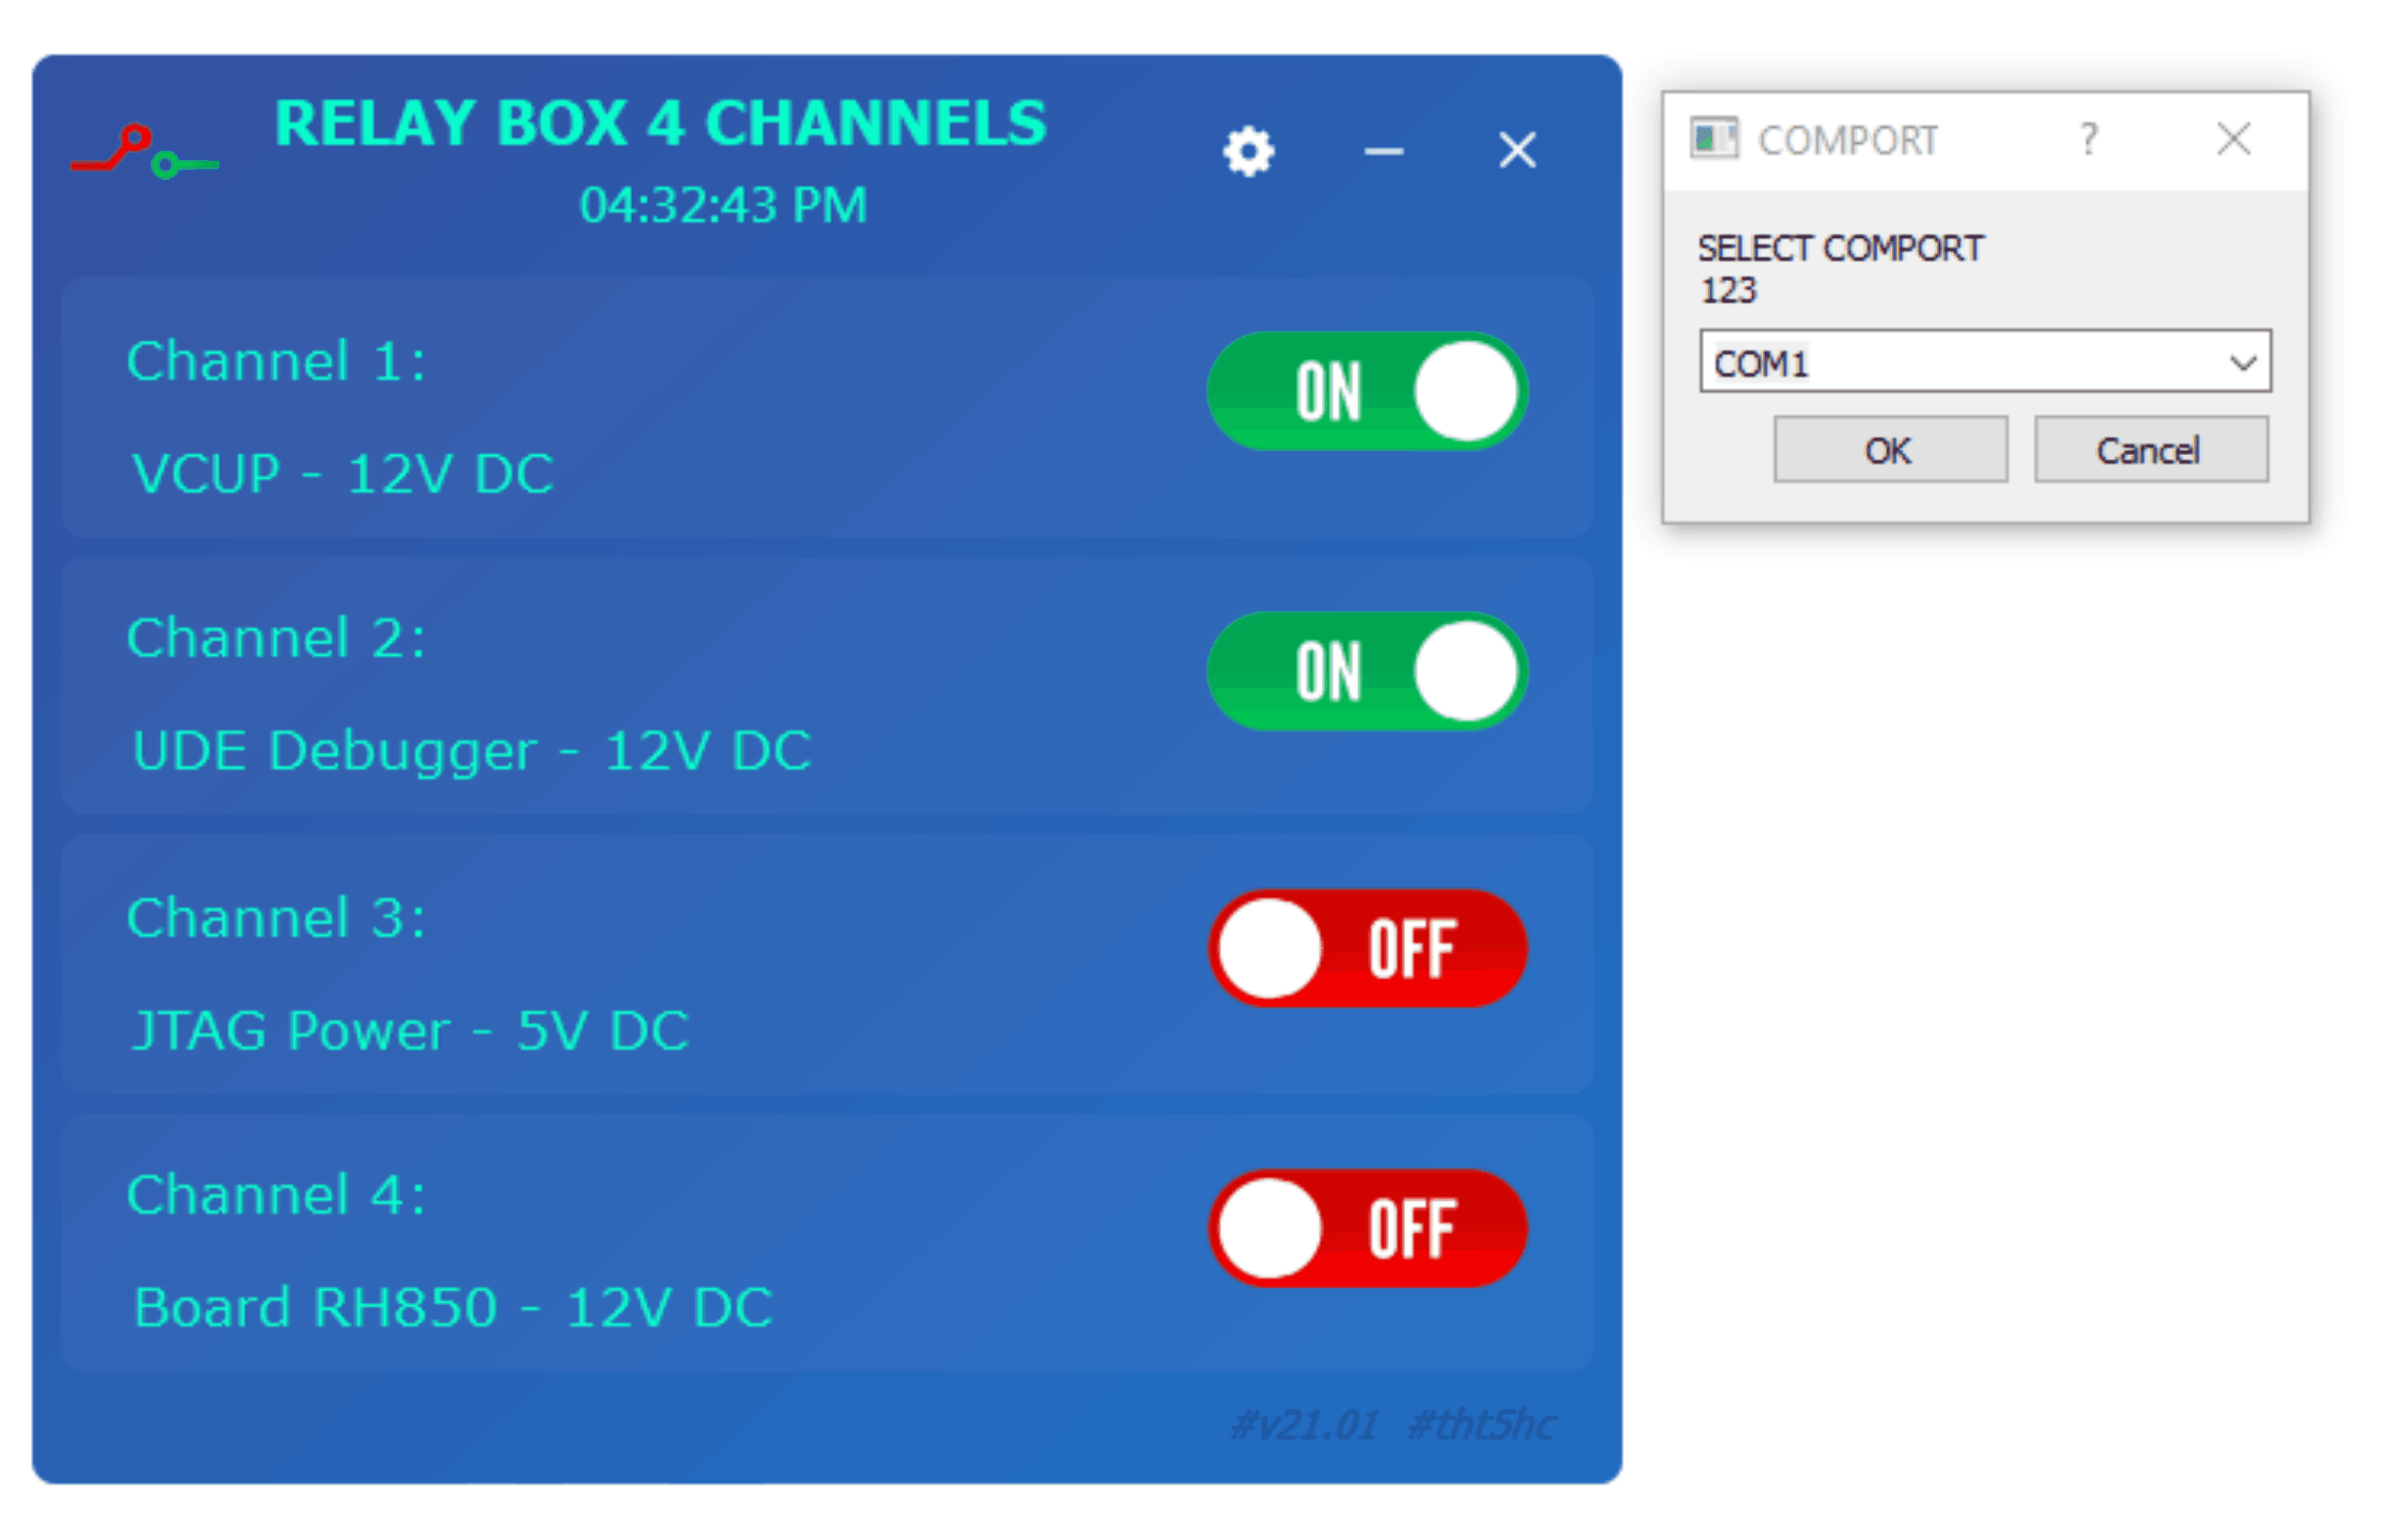 RELAY BOX 4 CHANNELS
04:32:43 PM
Channel 1:
ON
VCUP - 12V DC
Channel 2:
ON
UDE Debugger - 12V DC
Channel 3:
OFF
JTAG Power - 5V DC
Channel 4:
OFF
Board RH850 - 12V DC
#v21.01 #tht5hc
COMPORT ?
SELECT COMPORT
123
COM1
OK Cancel